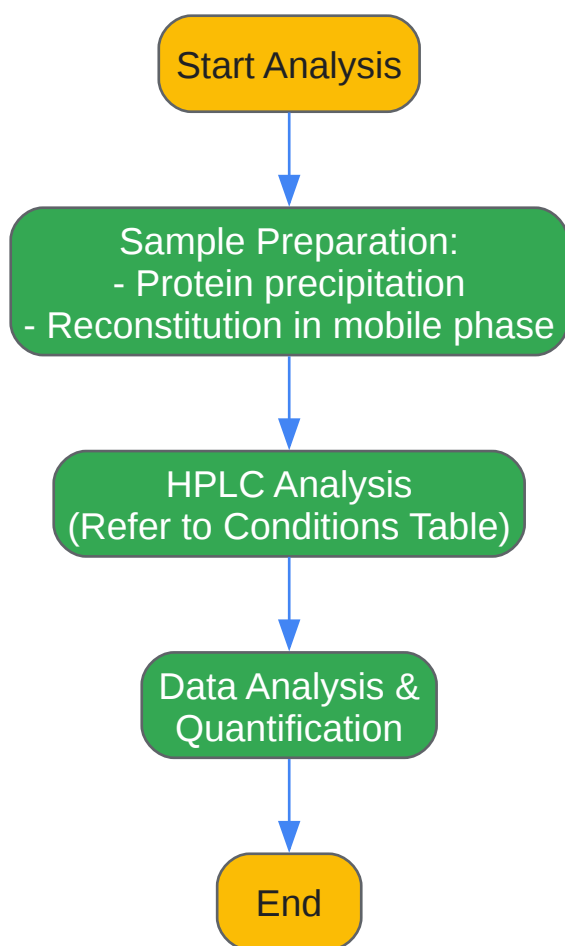 Start Analysis
Sample Preparation:
- Protein precipitation
- Reconstitution in mobile phase
HPLC Analysis
(Refer to Conditions Table)
Data Analysis &
Quantification
End